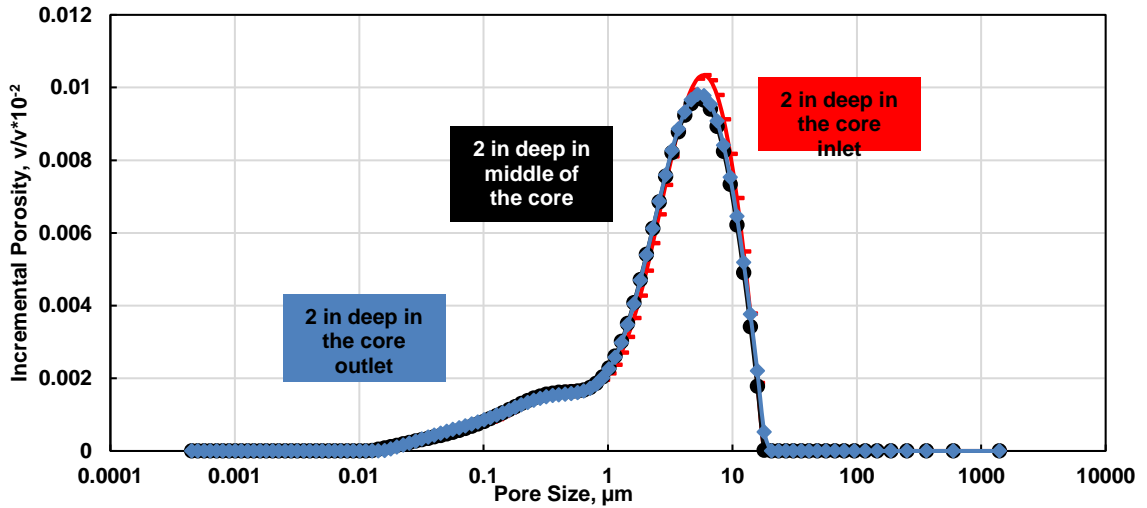 0.012
0.01
0.008
0.006
0.004
0.002
0
Incremental Porosity, v/v*10⁻²
2 in deep in
the core
inlet
2 in deep in
middle of
the core
2 in deep in
the core
outlet
0.0001
0.001
0.01
0.1
1
10
100
1000
10000
Pore Size, µm